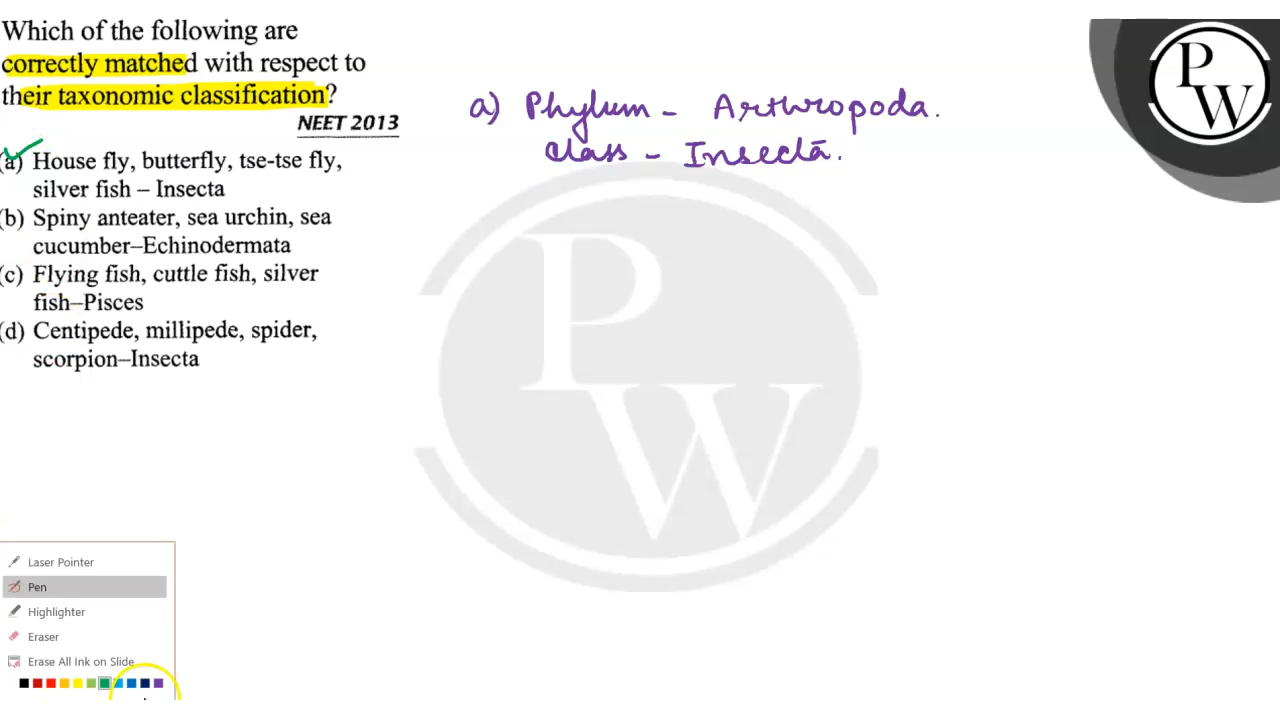 Which of the following are
correctly matched with respect to
their taxonomic classification?
NEET 2013
(a) House fly, butterfly, tse-tse fly,
silver fish – Insecta
(b) Spiny anteater, sea urchin, sea
cucumber–Echinodermata
(c) Flying fish, cuttle fish, silver
fish–Pisces
(d) Centipede, millipede, spider,
scorpion–Insecta
a) Phylum - Arthropoda.
Class - Insecta.
P
W
P
W
Laser Pointer
Pen
Highlighter
Eraser
Erase All Ink on Slide